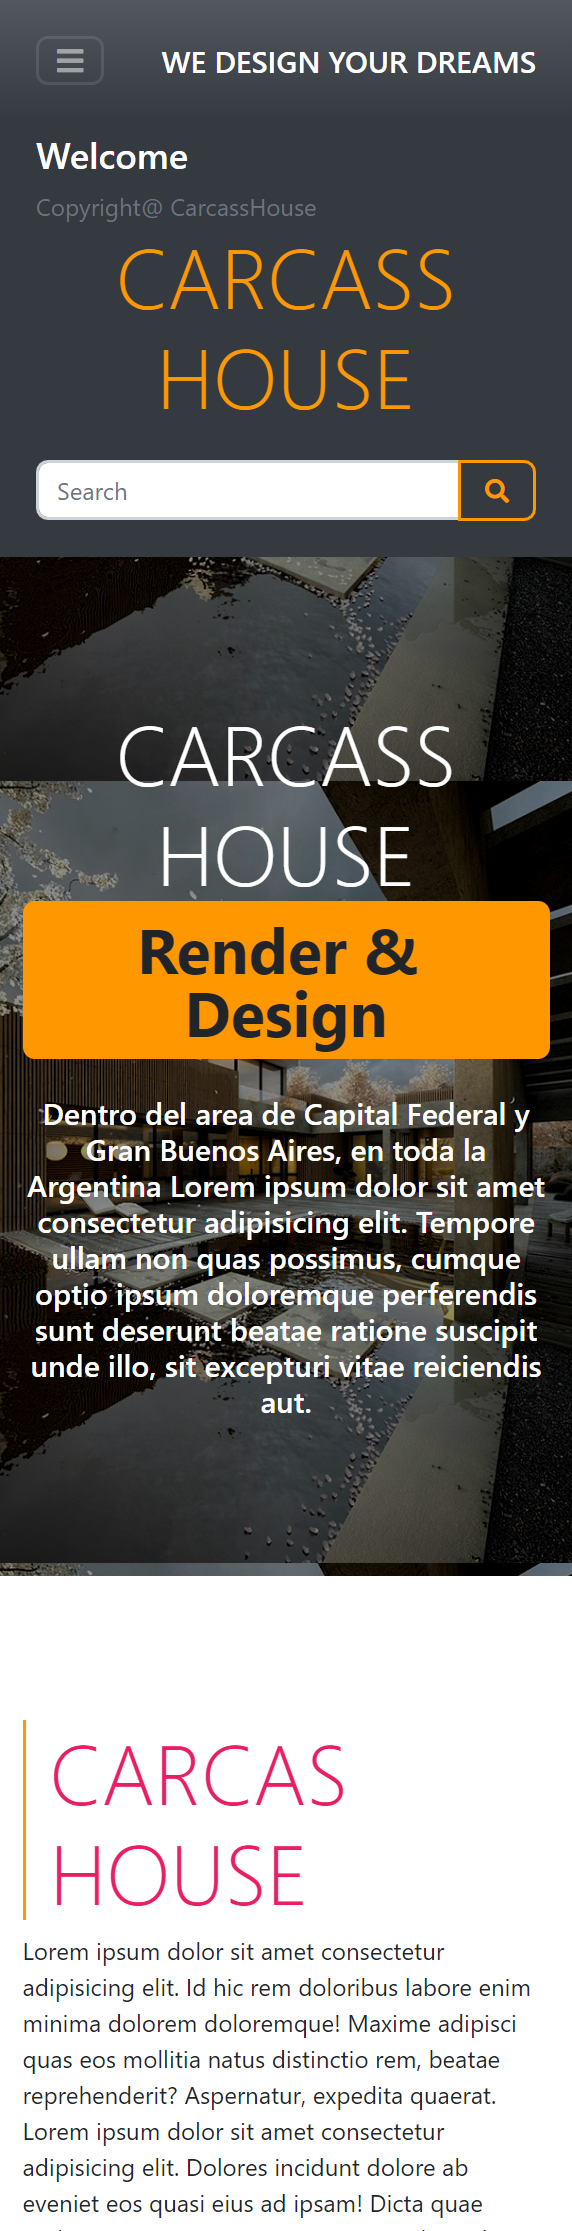 WE DESIGN YOUR DREAMS
Welcome
Copyright@ CarcassHouse
CARCASS
HOUSE
Search
CARCASS
HOUSE
Render &
Design
Dentro del area de Capital Federal y
Gran Buenos Aires, en toda la
Argentina Lorem ipsum dolor sit amet
consectetur adipisicing elit. Tempore
ullam non quas possimus, cumque
optio ipsum doloremque perferendis
sunt deserunt beatae ratione suscipit
unde illo, sit excepturi vitae reiciendis
aut.
CARCAS
HOUSE
Lorem ipsum dolor sit amet consectetur
adipisicing elit. Id hic rem doloribus labore enim
minima dolorem doloremque! Maxime adipisci
quas eos mollitia natus distinctio rem, beatae
reprehenderit? Aspernatur, expedita quaerat.
Lorem ipsum dolor sit amet consectetur
adipisicing elit. Dolores incidunt dolore ab
eveniet eos quasi eius ad ipsam! Dicta quae